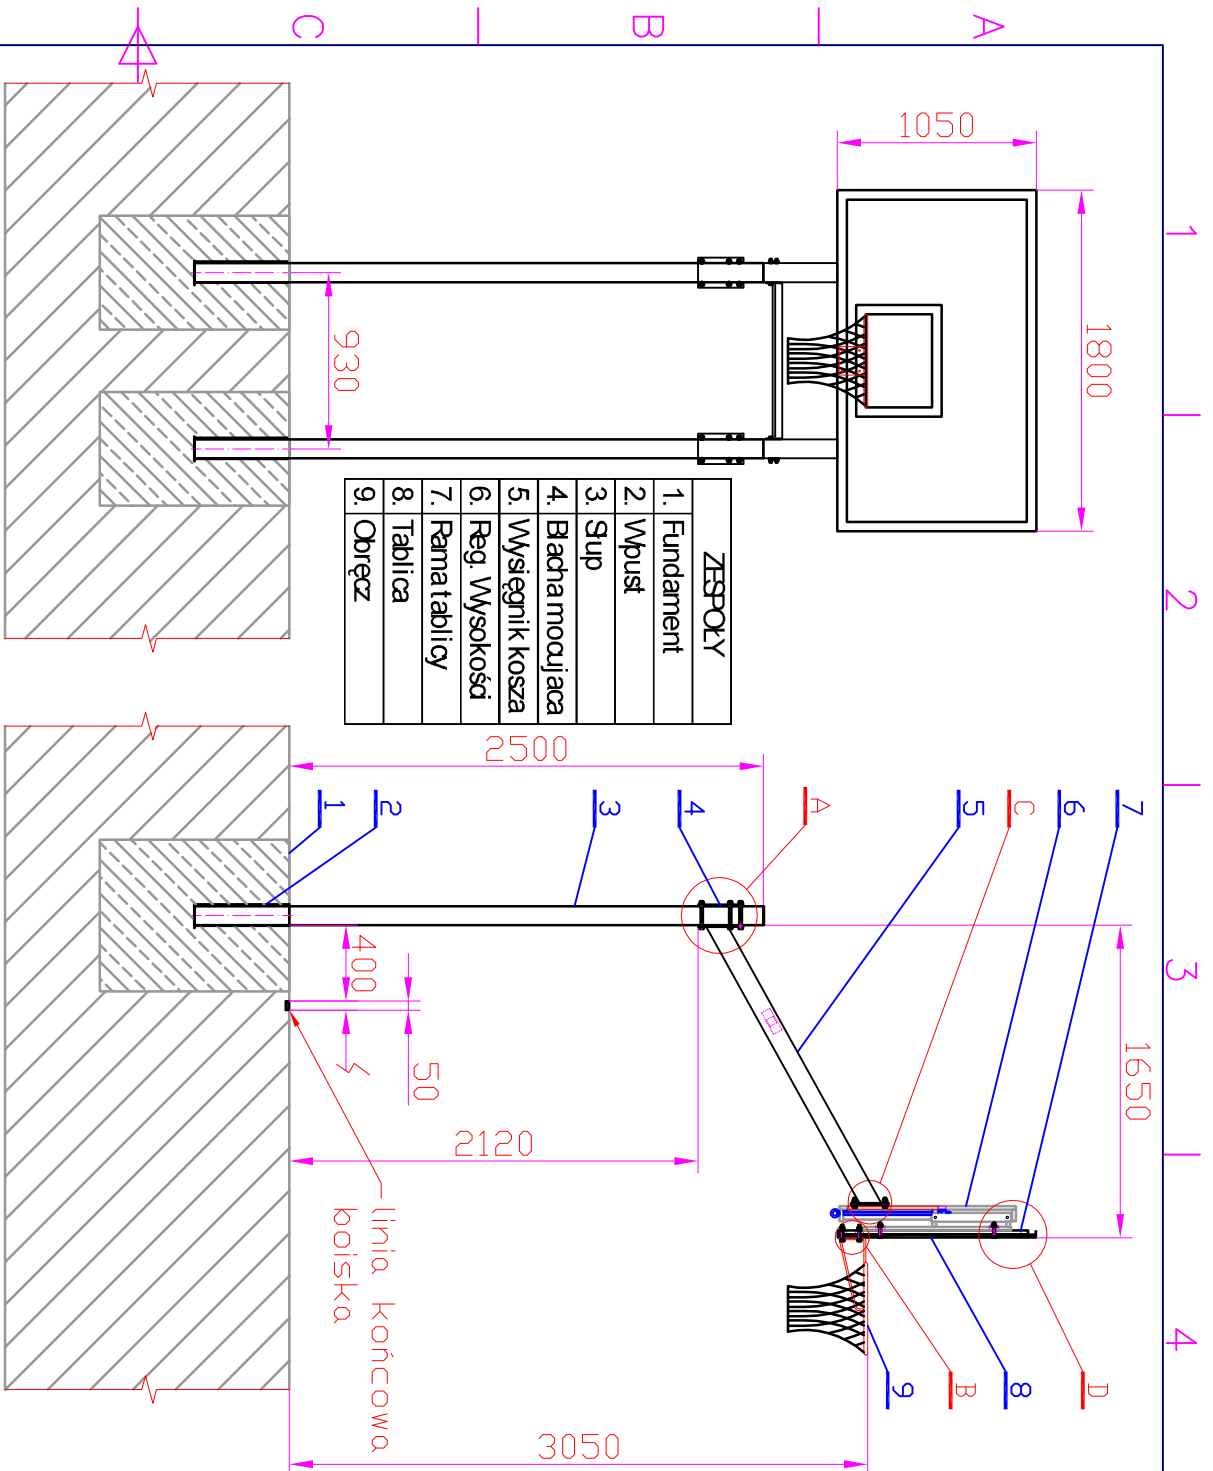 1
2
3
4
A
B
C
1050
1800
930
ZESPOŁY
1. Fundament
2. Wpust
3. Słup
4. Blacha mocująca
5. Wysięgnik kosza
6. Reg. Wysokości
7. Rama tablicy
8. Tablica
9. Obręcz
7
6
C
5
A
4
3
2
1
2500
1650
400
50
2120
3050
D
8
B
9
linia końcowa
boiska